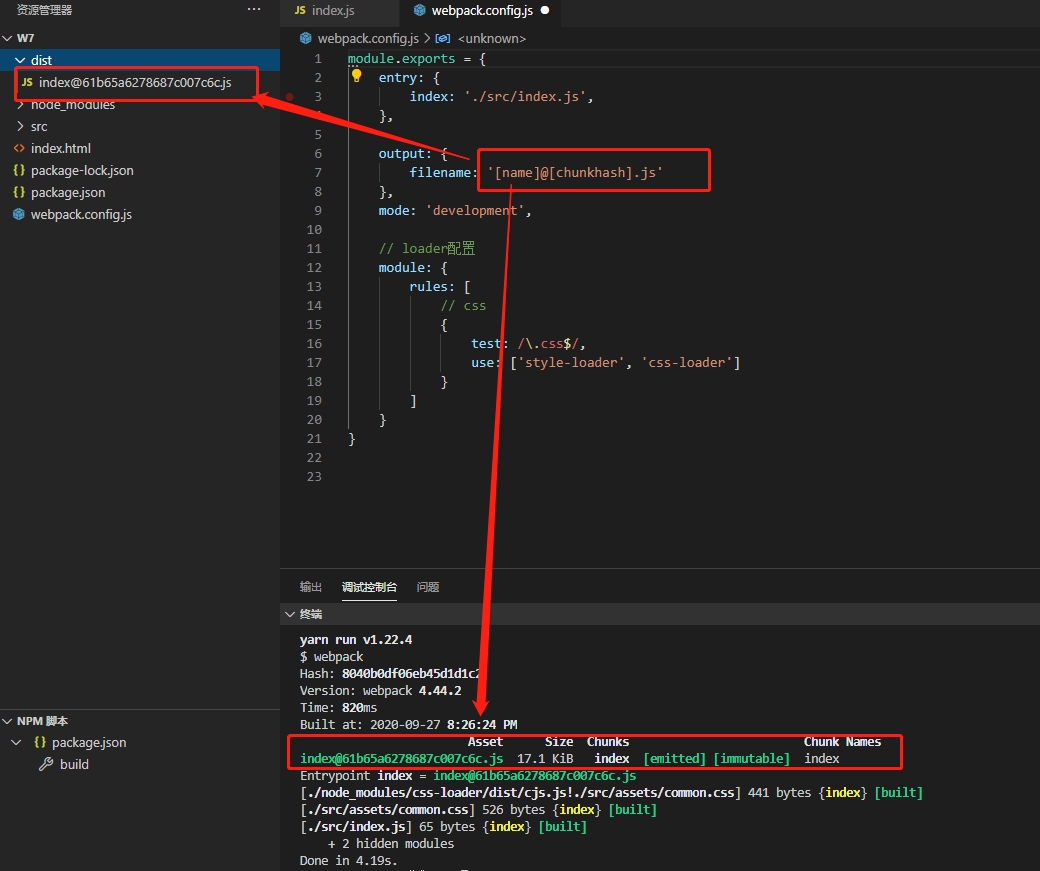 资源管理器
W7
dist
JS index@61b65a6278687c007c6c.js
node_modules
src
<> index.html
{} package-lock.json
{} package.json
webpack.config.js
NPM 脚本
{} package.json
build
JS index.js
webpack.config.js
webpack.config.js > <unknown>
1 module.exports = {
2 entry: {
3 index: './src/index.js',
},
5
6 output: {
7 filename: '[name]@[chunkhash].js'
8 },
9 mode: 'development',
10
11 // loader配置
12 module: {
13 rules: [
14 // css
15 {
16 test: /\.css$/,
17 use: ['style-loader', 'css-loader']
18 }
19 ]
20 }
21 }
22
23
输出 调试控制台 问题
终端
yarn run v1.22.4
$ webpack
Hash: 8040b0df06eb45d1d1c2
Version: webpack 4.44.2
Time: 820ms
Built at: 2020-09-27 8:26:24 PM
Asset Size Chunks Chunk Names
index@61b65a6278687c007c6c.js 17.1 KiB index [emitted] [immutable] index
Entrypoint index = index@61b65a6278687c007c6c.js
[./node_modules/css-loader/dist/cjs.js!./src/assets/common.css] 441 bytes {index} [built]
[./src/assets/common.css] 526 bytes {index} [built]
[./src/index.js] 65 bytes {index} [built]
+ 2 hidden modules
Done in 4.19s.